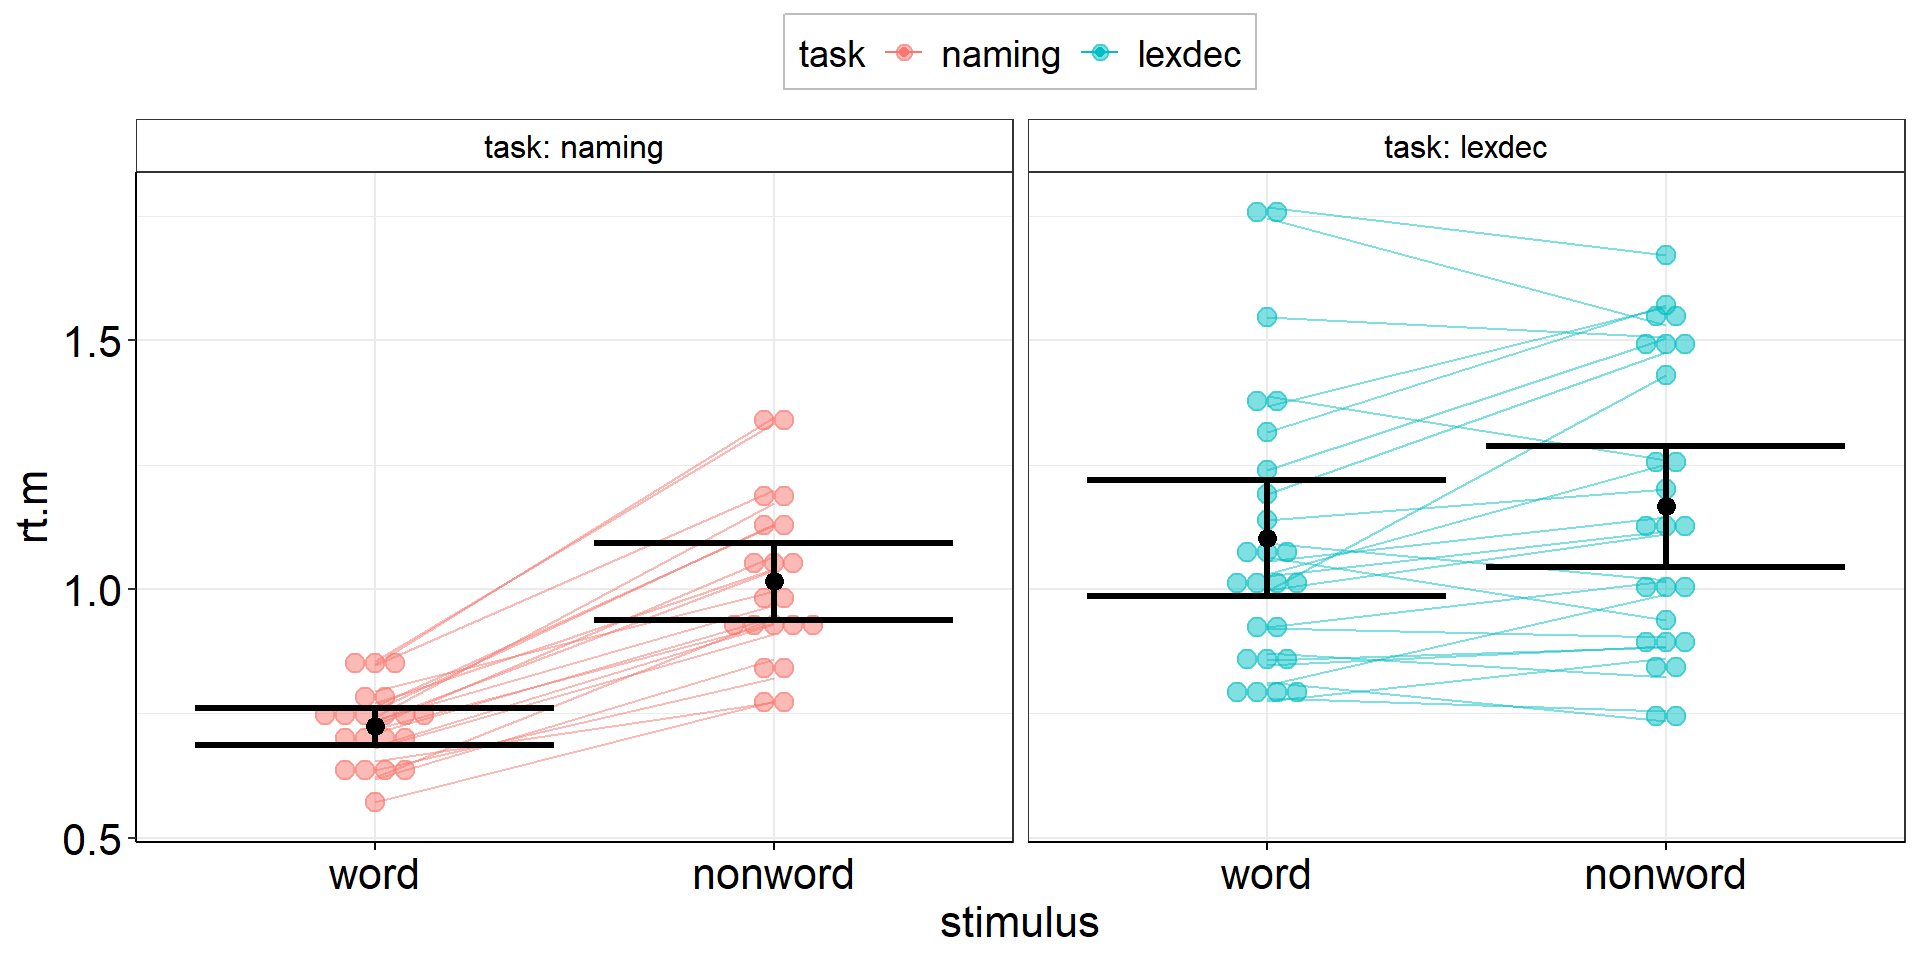 task naming lexdec
task: naming
task: lexdec
rt.m
1.5
1.0
0.5
word nonword
word nonword
stimulus